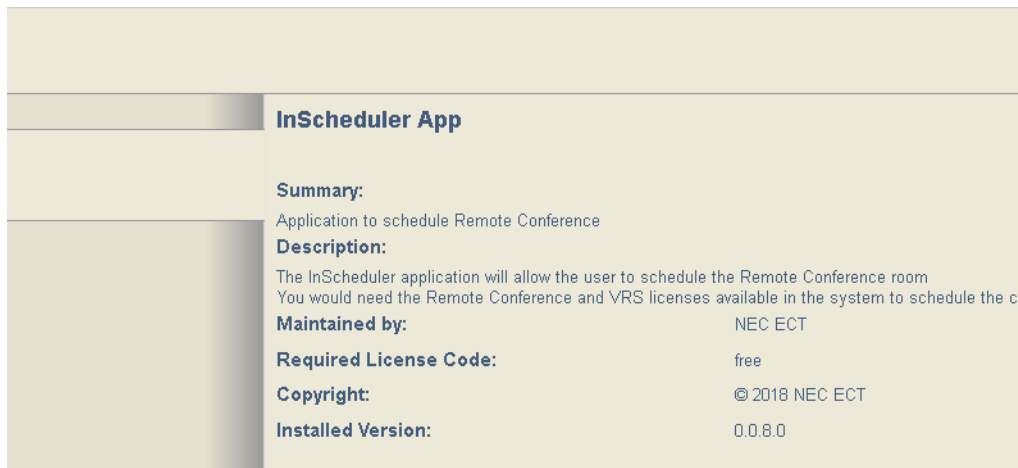 InScheduler App
Summary:
Application to schedule Remote Conference
Description:
The InScheduler application will allow the user to schedule the Remote Conference room
You would need the Remote Conference and VRS licenses available in the system to schedule the c
Maintained by: NEC ECT
Required License Code: free
Copyright: © 2018 NEC ECT
Installed Version: 0.0.8.0